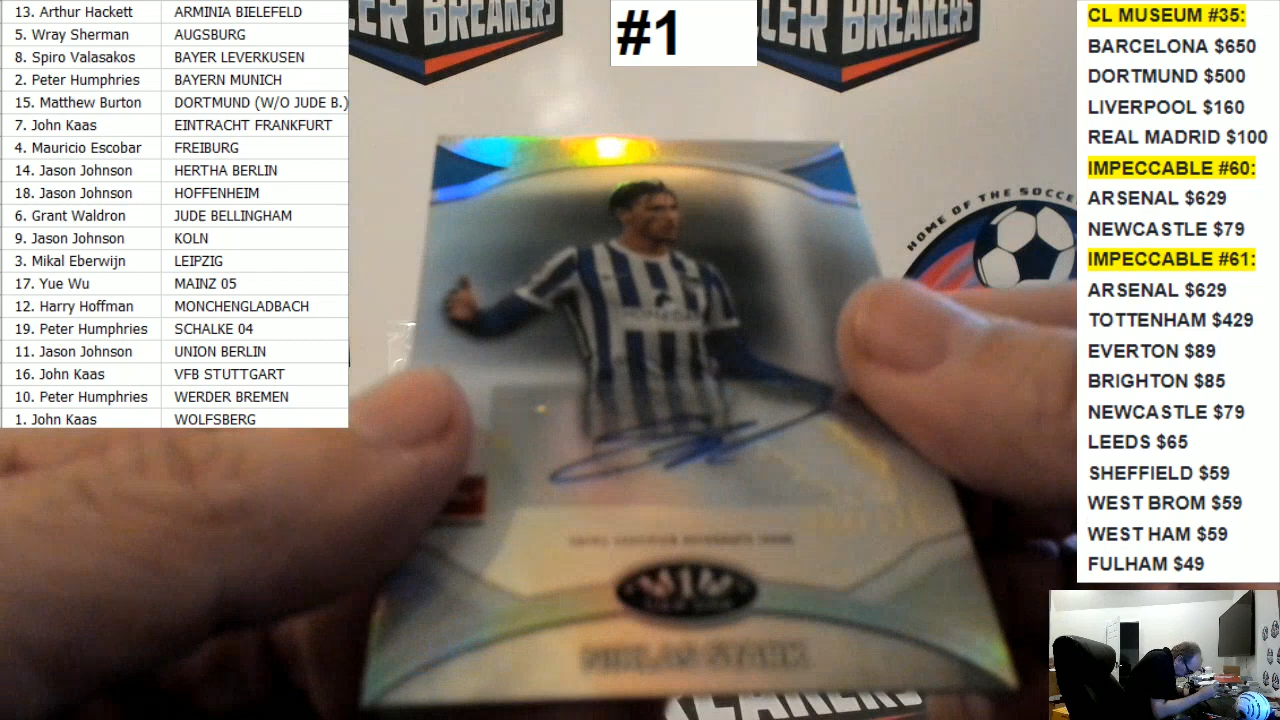 13. Arthur Hackett ARMINIA BIELEFELD
5. Wray Sherman AUGSBURG
8. Spiro Valasakos BAYER LEVERKUSEN
2. Peter Humphries BAYERN MUNICH
15. Matthew Burton DORTMUND (W/O JUDE B.)
7. John Kaas EINTRACHT FRANKFURT
4. Mauricio Escobar FREIBURG
14. Jason Johnson HERTHA BERLIN
18. Jason Johnson HOFFENHEIM
6. Grant Waldron JUDE BELLINGHAM
9. Jason Johnson KOLN
3. Mikal Eberwijn LEIPZIG
17. Yue Wu MAINZ 05
12. Harry Hoffman MONCHENGLADBACH
19. Peter Humphries SCHALKE 04
11. Jason Johnson UNION BERLIN
16. John Kaas VFB STUTTGART
10. Peter Humphries WERDER BREMEN
1. John Kaas WOLFSBERG
#1
BREAKERS
BREAKERS
HOME OF THE SOCCE
NIKLAS STARK
CL MUSEUM #35:
BARCELONA $650
DORTMUND $500
LIVERPOOL $160
REAL MADRID $100
IMPECCABLE #60:
ARSENAL $629
NEWCASTLE $79
IMPECCABLE #61:
ARSENAL $629
TOTTENHAM $429
EVERTON $89
BRIGHTON $85
NEWCASTLE $79
LEEDS $65
SHEFFIELD $59
WEST BROM $59
WEST HAM $59
FULHAM $49